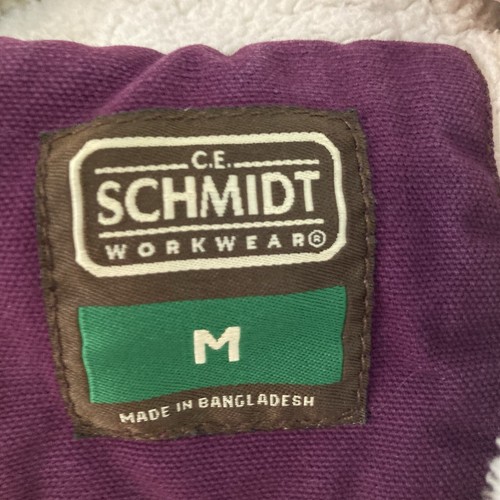 C.E.
SCHMIDT
WORKWEAR®
M
MADE IN BANGLADESH